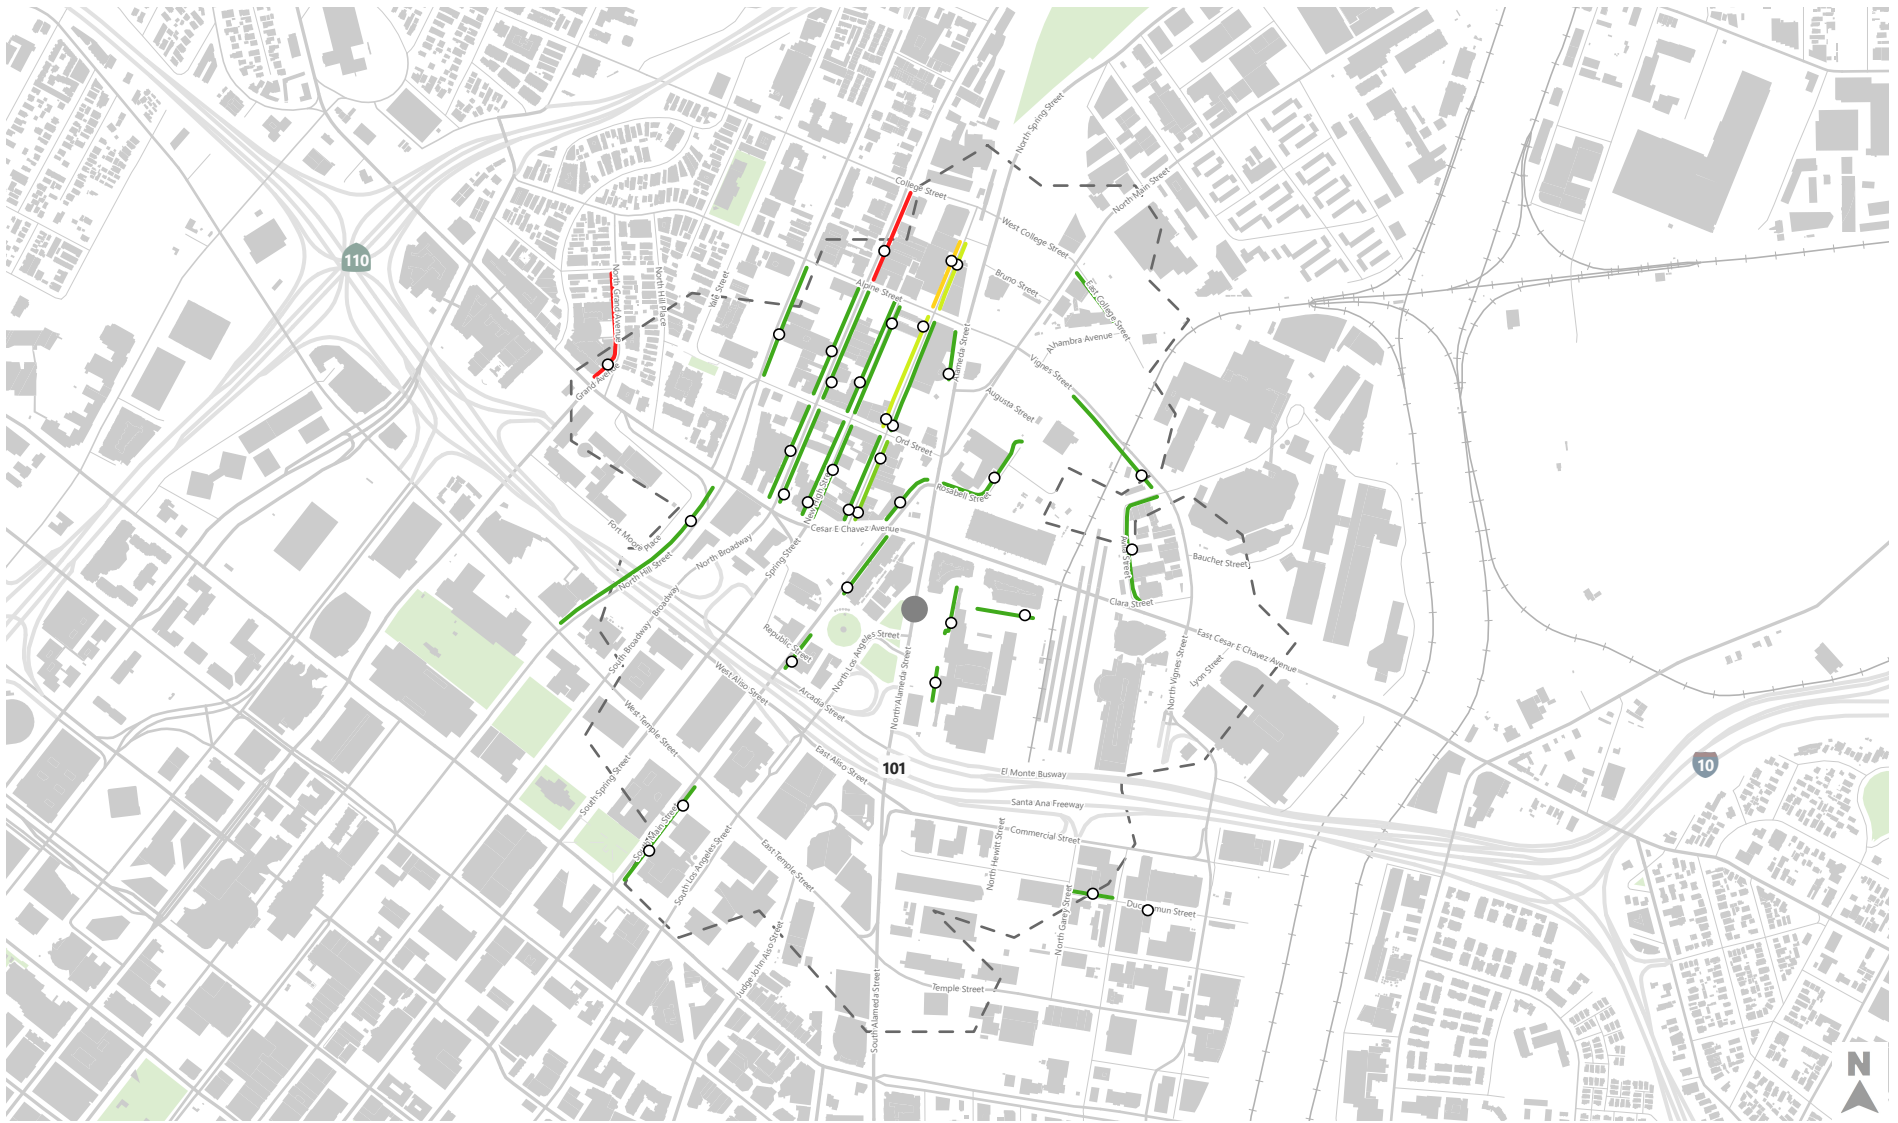 North Spring Street
College Street
North Main Street
West College Street
110
Bruno Street
Alpine Street
East College Street
North Grand Avenue
North Hill Place
Yale Street
Alhambra Avenue
Alameda Street
Vignes Street
Grand Avenue
Augusta Street
Ord Street
Rosabell Street
New High Street
Cesar E Chavez Avenue
Fort Moore Place
North Broadway
Spring Street
North Hill Street
Avila Street
Bauchet Street
Clara Street
South Broadway
Broadway
Republic Street
North Los Angeles Street
East Cesar E Chavez Avenue
North Vignes Street
Lyon Street
West Aliso Street
Arcadia Street
North Alameda Street
West Temple Street
East Aliso Street
101
El Monte Busway
10
South Spring Street
Santa Ana Freeway
South Main Street
Commercial Street
North Hewitt Street
South Los Angeles Street
East Temple Street
North Garey Street
Judge John Aliso Street
Temple Street
South Alameda Street
N